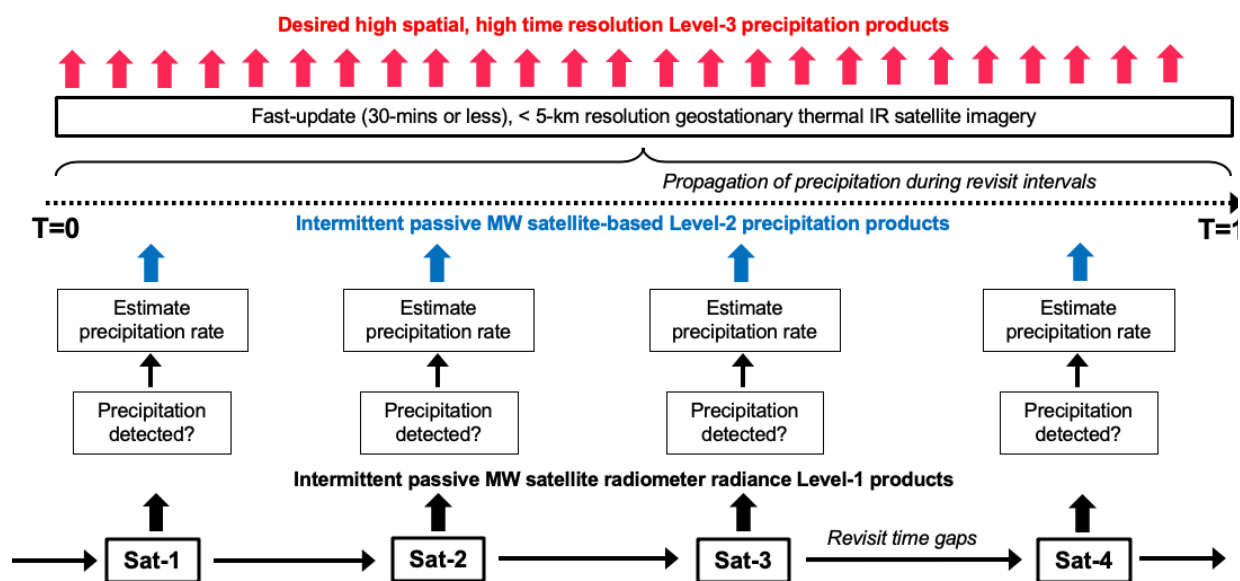 Desired high spatial, high time resolution Level-3 precipitation products
Fast-update (30-mins or less), < 5-km resolution geostationary thermal IR satellite imagery
Propagation of precipitation during revisit intervals
T=0
T=1
Intermittent passive MW satellite-based Level-2 precipitation products
Estimate
precipitation rate
Estimate
precipitation rate
Estimate
precipitation rate
Estimate
precipitation rate
Precipitation
detected?
Precipitation
detected?
Precipitation
detected?
Precipitation
detected?
Intermittent passive MW satellite radiometer radiance Level-1 products
Sat-1
Sat-2
Sat-3
Revisit time gaps
Sat-4